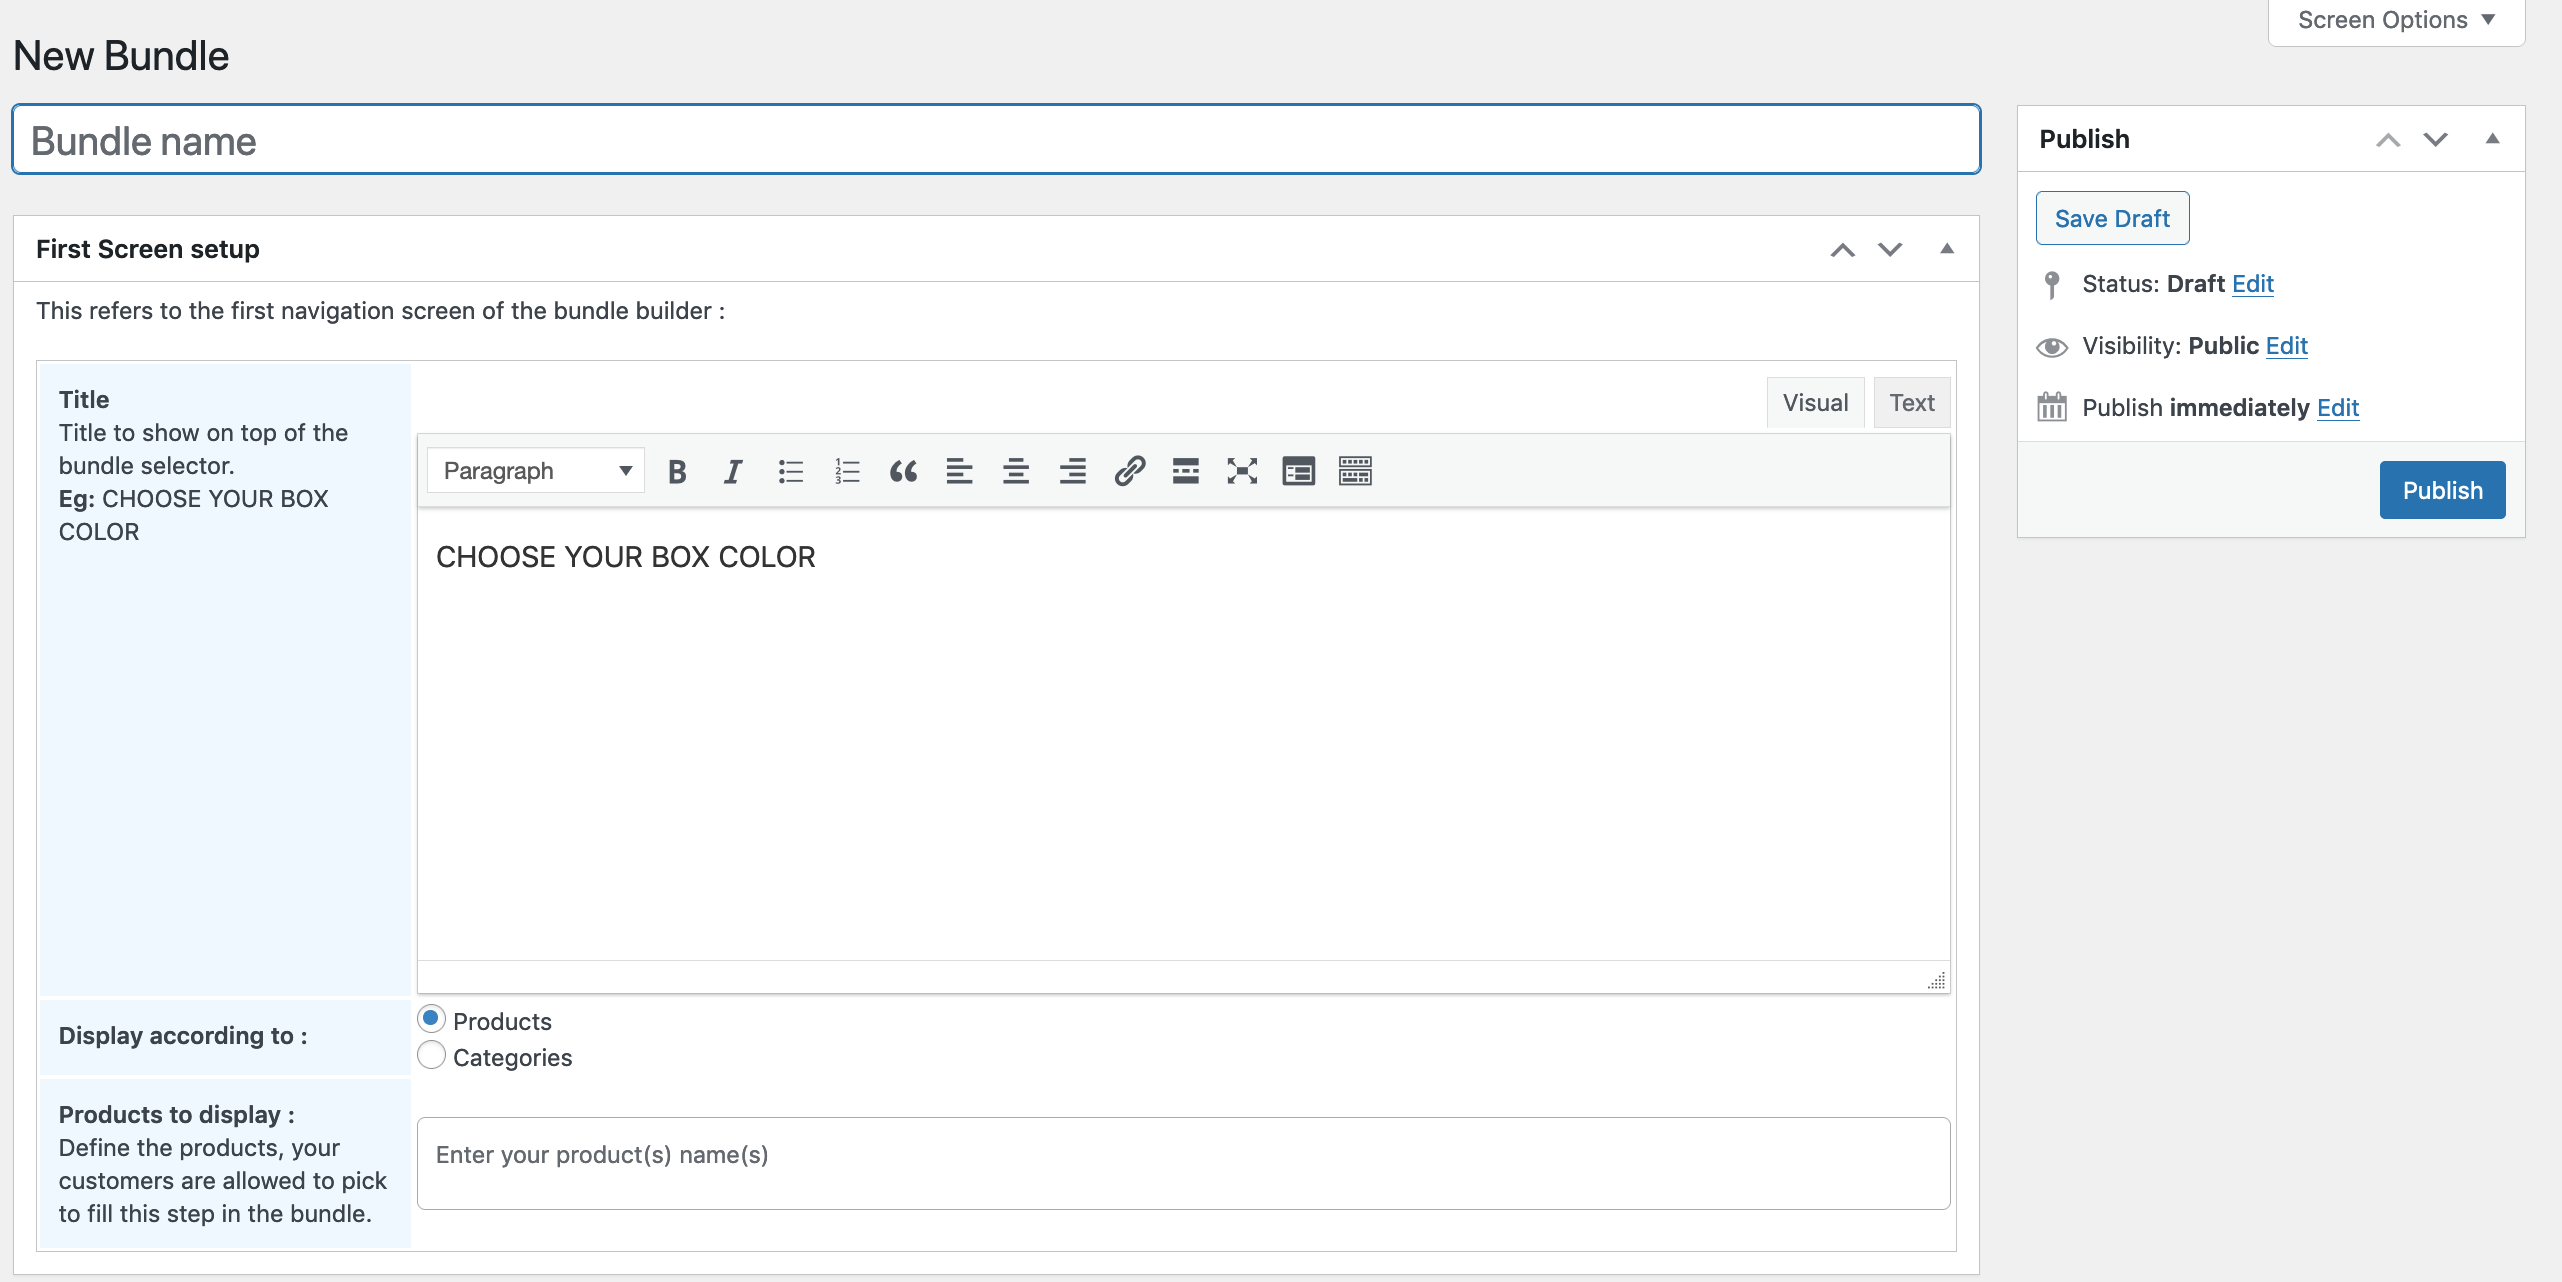 Screen Options
New Bundle
Bundle name
First Screen setup
This refers to the first navigation screen of the bundle builder :
Title
Title to show on top of the
bundle selector.
Eg: CHOOSE YOUR BOX
COLOR
Visual
Text
Paragraph
CHOOSE YOUR BOX COLOR
Display according to :
Products
Categories
Products to display :
Define the products, your
customers are allowed to pick
to fill this step in the bundle.
Enter your product(s) name(s)
Publish
Save Draft
Status: Draft Edit
Visibility: Public Edit
Publish immediately Edit
Publish